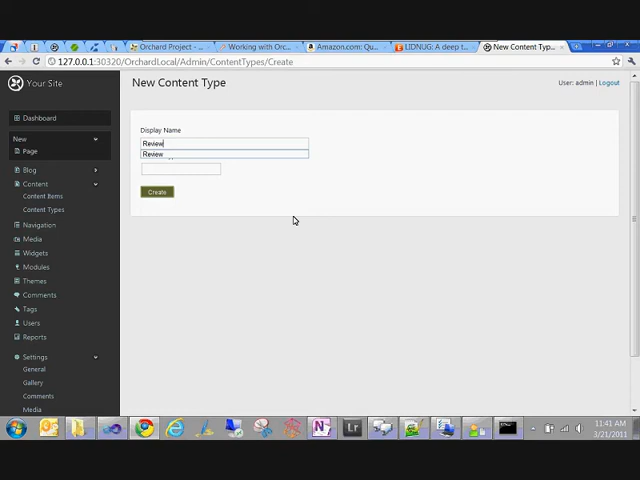 Orchard Project - ...
Working with Orc...
Amazon.com: Qu...
LIDNUG: A deep t...
New Content Typ...
127.0.0.1:30320/OrchardLocal/Admin/ContentTypes/Create
Your Site
New Content Type
User: admin | Logout
Dashboard
New
Page
Blog
Content
Content Items
Content Types
Navigation
Media
Widgets
Modules
Themes
Comments
Tags
Users
Reports
Settings
General
Gallery
Comments
Media
Display Name
Review
Review
Create
Lr
11:41 AM
3/21/2011